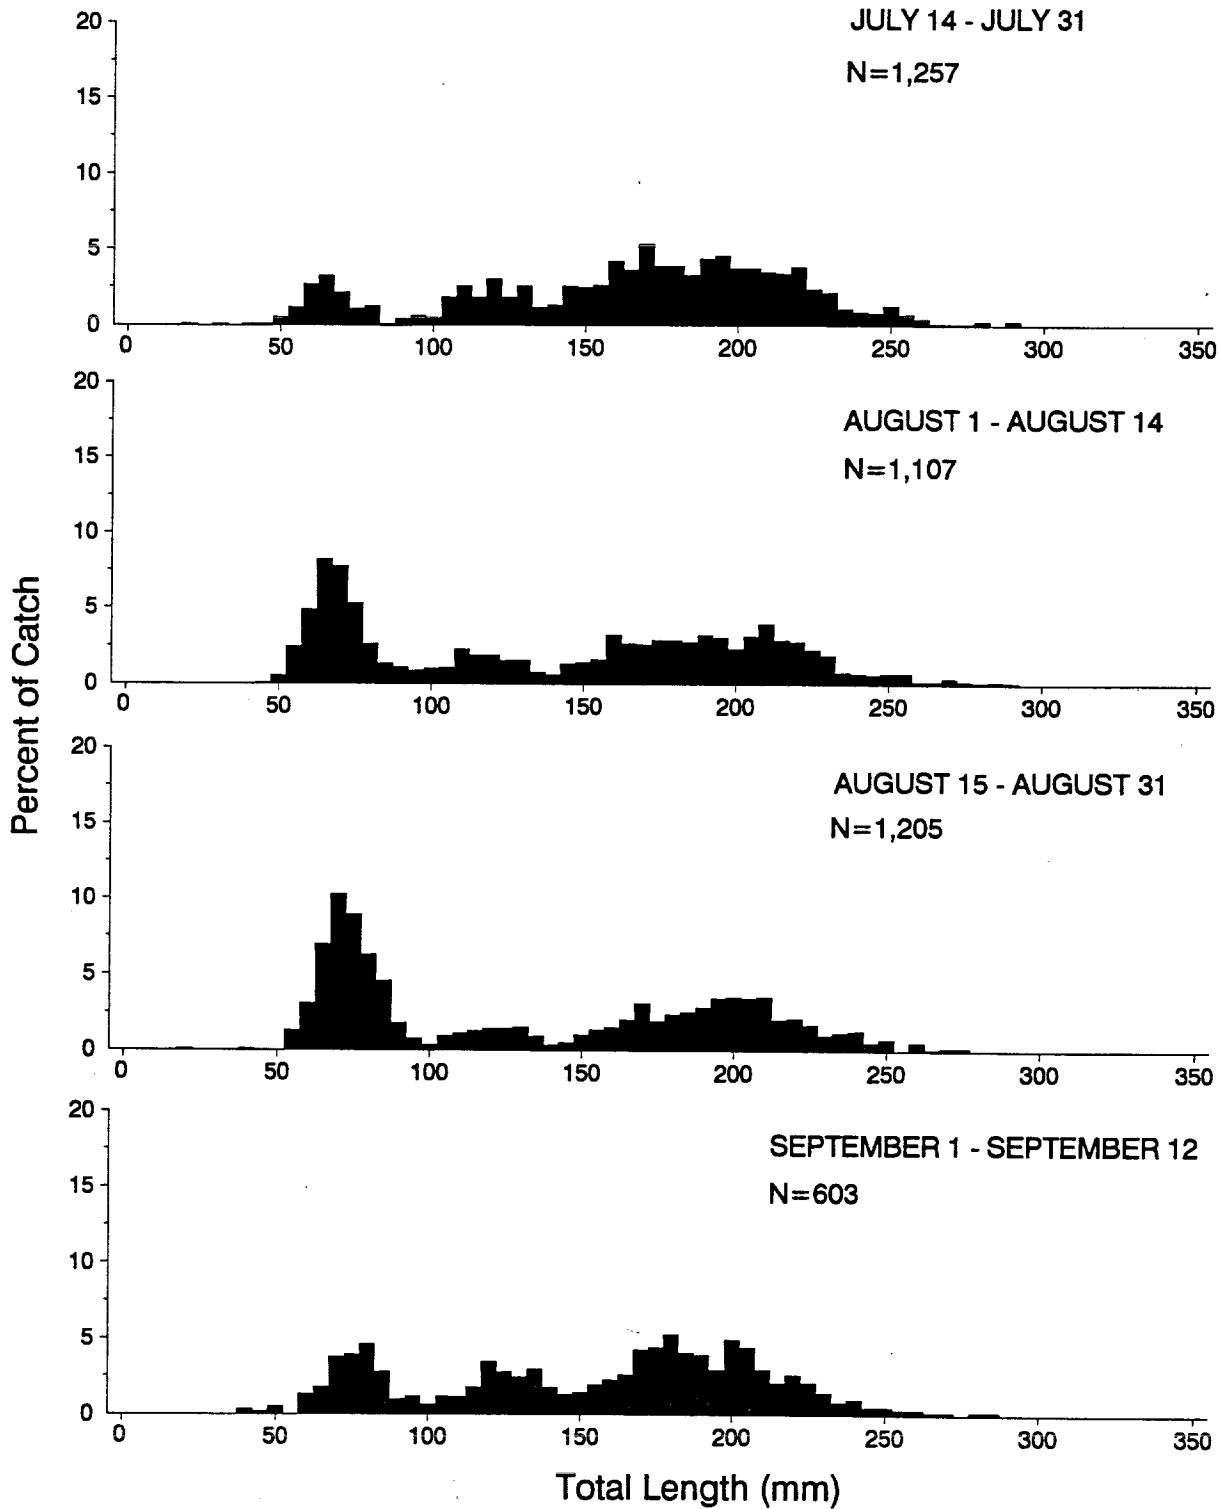 Percent of Catch
JULY 14 - JULY 31
N=1,257
20
15
10
5
0
0 50 100 150 200 250 300 350
AUGUST 1 - AUGUST 14
N=1,107
20
15
10
5
0
0 50 100 150 200 250 300 350
AUGUST 15 - AUGUST 31
N=1,205
20
15
10
5
0
0 50 100 150 200 250 300 350
SEPTEMBER 1 - SEPTEMBER 12
N=603
20
15
10
5
0
0 50 100 150 200 250 300 350
Total Length (mm)